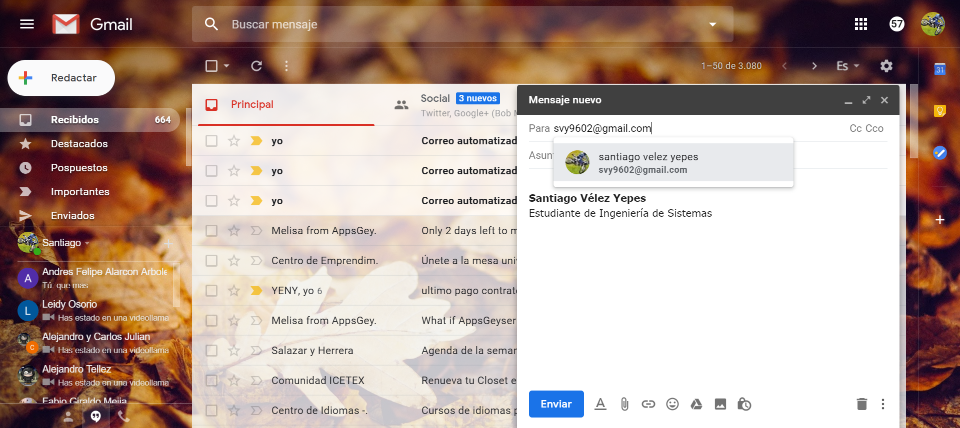 Gmail
Buscar mensaje
57
Redactar
1–50 de 3.080
Es
31
Recibidos 664
Destacados
Pospuestos
Importantes
Enviados
Santiago
A Andres Felipe Alarcon Arbole
Tú: que mas
L Leidy Osorio
Has estado en una videollama
Alejandro y Carlos Julian
C Has estado en una videollama
Alejandro Tellez
Has estado en una videollama
Fabio Giraldo Mejia
Principal
Social 3 nuevos
Twitter, Google+ (Bob M
yo Correo automatizad
yo Correo automatizad
yo Correo automatizad
Melisa from AppsGey. Only 2 days left to m
Centro de Emprendim. Únete a la mesa univ
YENY, yo 6 ultimo pago contrato
Melisa from AppsGey. What if AppsGeyser
Salazar y Herrera Agenda de la seman
Comunidad ICETEX Renueva tu Closet e
Centro de Idiomas -. Cursos de idiomas p
Mensaje nuevo
Para svy9602@gmail.com Cc Cco
Asun
santiago velez yepes
svy9602@gmail.com
Santiago Vélez Yepes
Estudiante de Ingeniería de Sistemas
Enviar